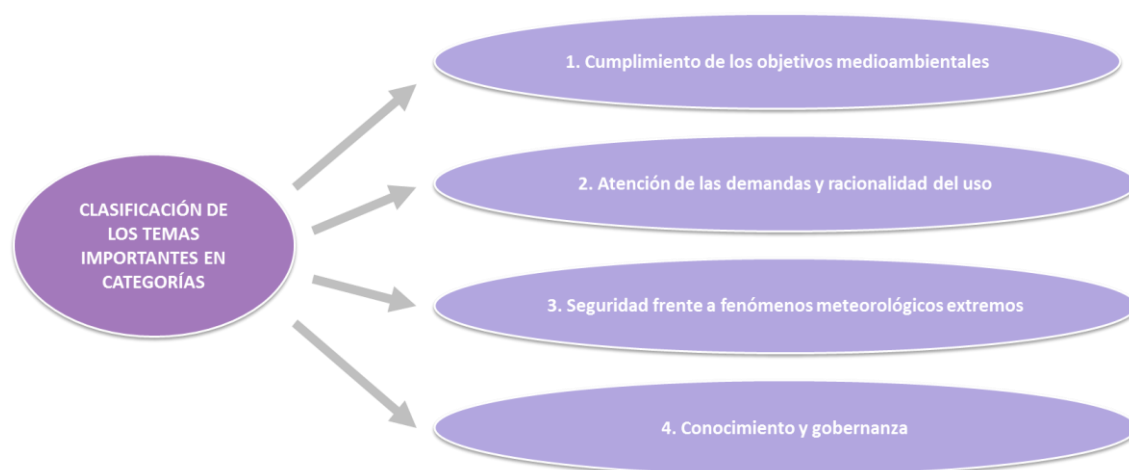 CLASIFICACIÓN DE
LOS TEMAS
IMPORTANTES EN
CATEGORÍAS
1. Cumplimiento de los objetivos medioambientales
2. Atención de las demandas y racionalidad del uso
3. Seguridad frente a fenómenos meteorológicos extremos
4. Conocimiento y gobernanza